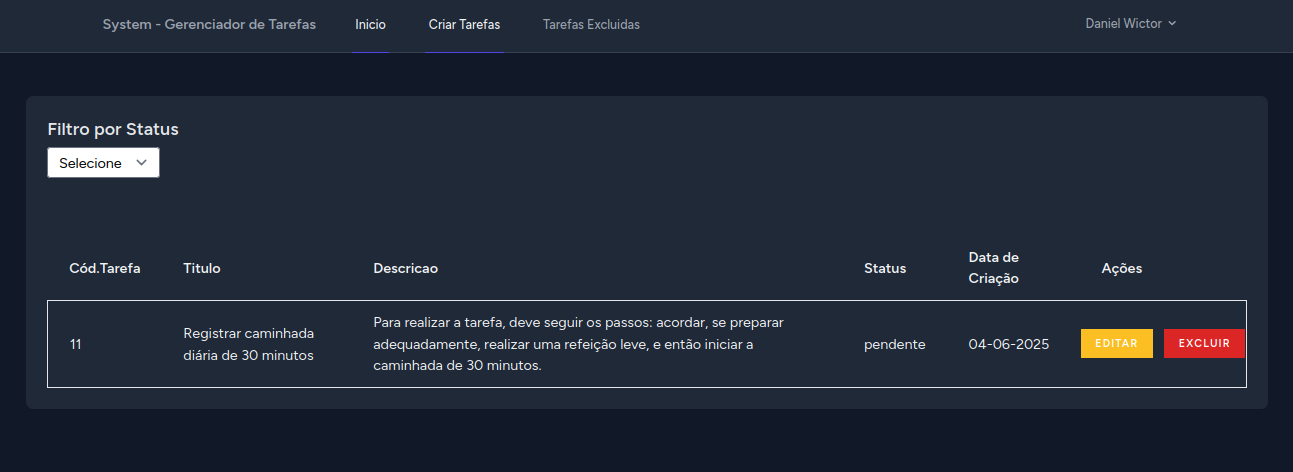 System - Gerenciador de Tarefas Inicio Criar Tarefas Tarefas Excluidas Daniel Wictor
Filtro por Status
Selecione
Cód.Tarefa Titulo Descricao Status Data de Criação Ações
11 Registrar caminhada diária de 30 minutos
Para realizar a tarefa, deve seguir os passos: acordar, se preparar
adequadamente, realizar uma refeição leve, e então iniciar a
caminhada de 30 minutos.
pendente 04-06-2025 EDITAR EXCLUIR